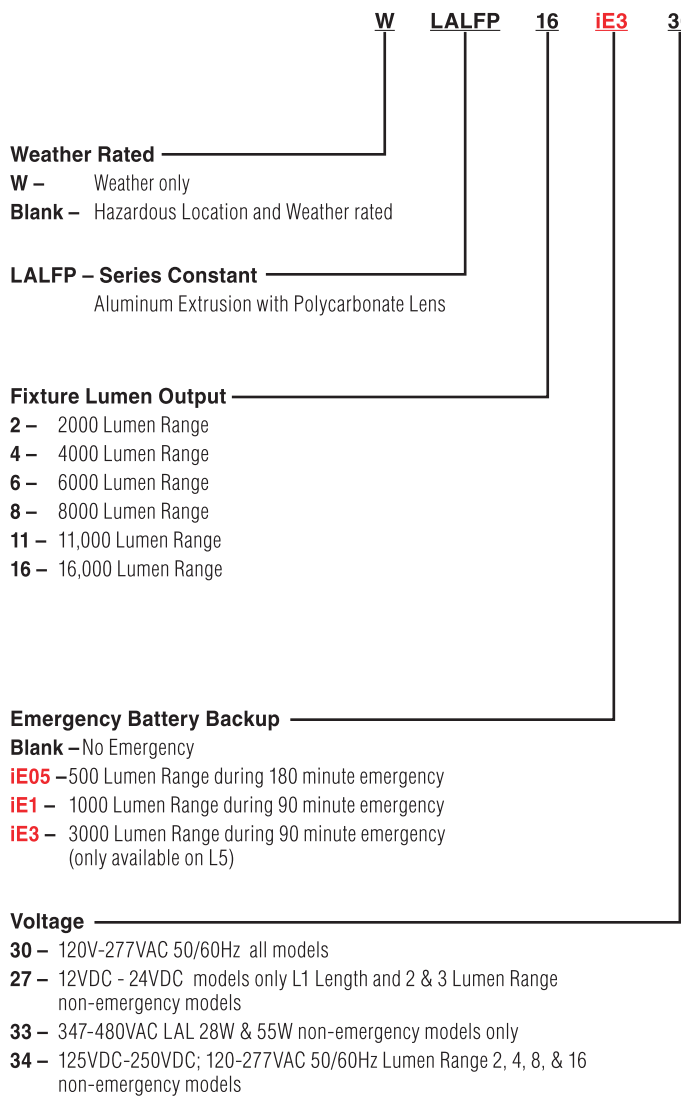 W LALFP 16 iE3 3
Weather Rated
W – Weather only
Blank – Hazardous Location and Weather rated
LALFP – Series Constant
Aluminum Extrusion with Polycarbonate Lens
Fixture Lumen Output
2 – 2000 Lumen Range
4 – 4000 Lumen Range
6 – 6000 Lumen Range
8 – 8000 Lumen Range
11 – 11,000 Lumen Range
16 – 16,000 Lumen Range
Emergency Battery Backup
Blank – No Emergency
iE05 – 500 Lumen Range during 180 minute emergency
iE1 – 1000 Lumen Range during 90 minute emergency
iE3 – 3000 Lumen Range during 90 minute emergency
(only available on L5)
Voltage
30 – 120V-277VAC 50/60Hz all models
27 – 12VDC - 24VDC models only L1 Length and 2 & 3 Lumen Range
non-emergency models
33 – 347-480VAC LAL 28W & 55W non-emergency models only
34 – 125VDC-250VDC; 120-277VAC 50/60Hz Lumen Range 2, 4, 8, & 16
non-emergency models